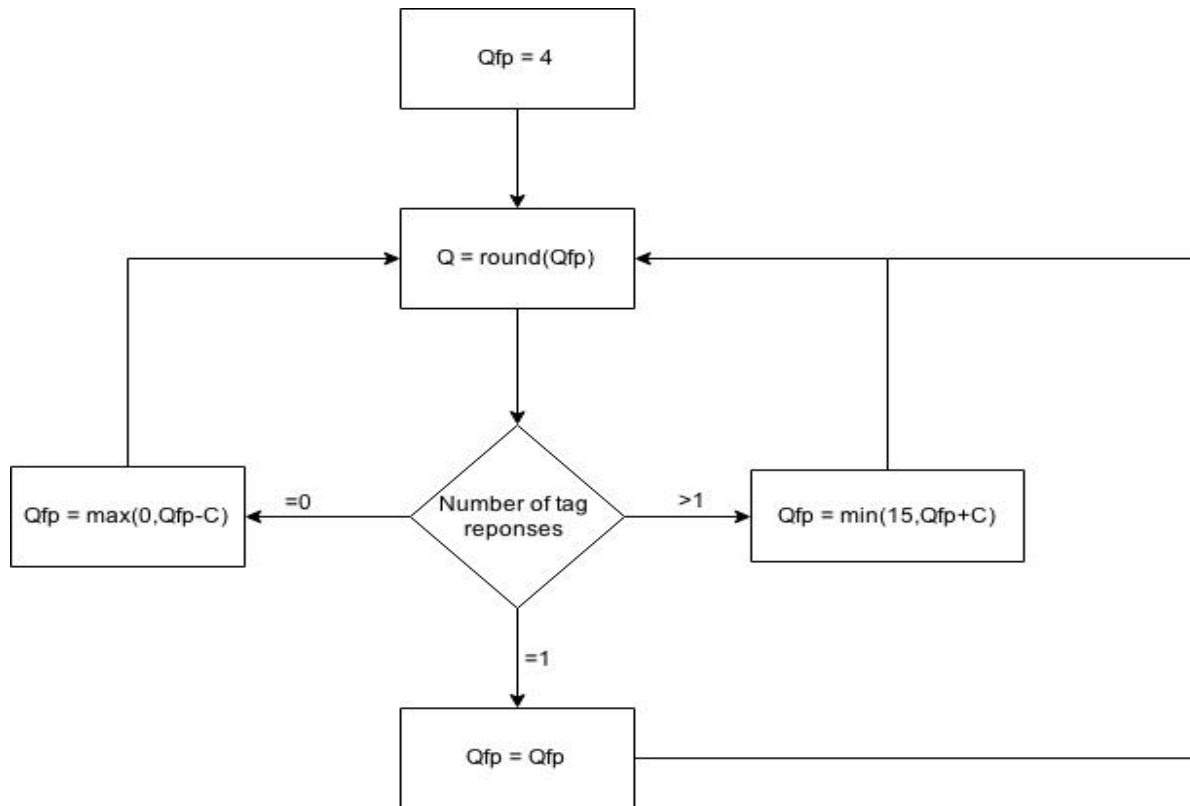 Qfp = 4
Q = round(Qfp)
Qfp = max(0,Qfp-C)
=0
Number of tag
reponses
>1
Qfp = min(15,Qfp+C)
=1
Qfp = Qfp